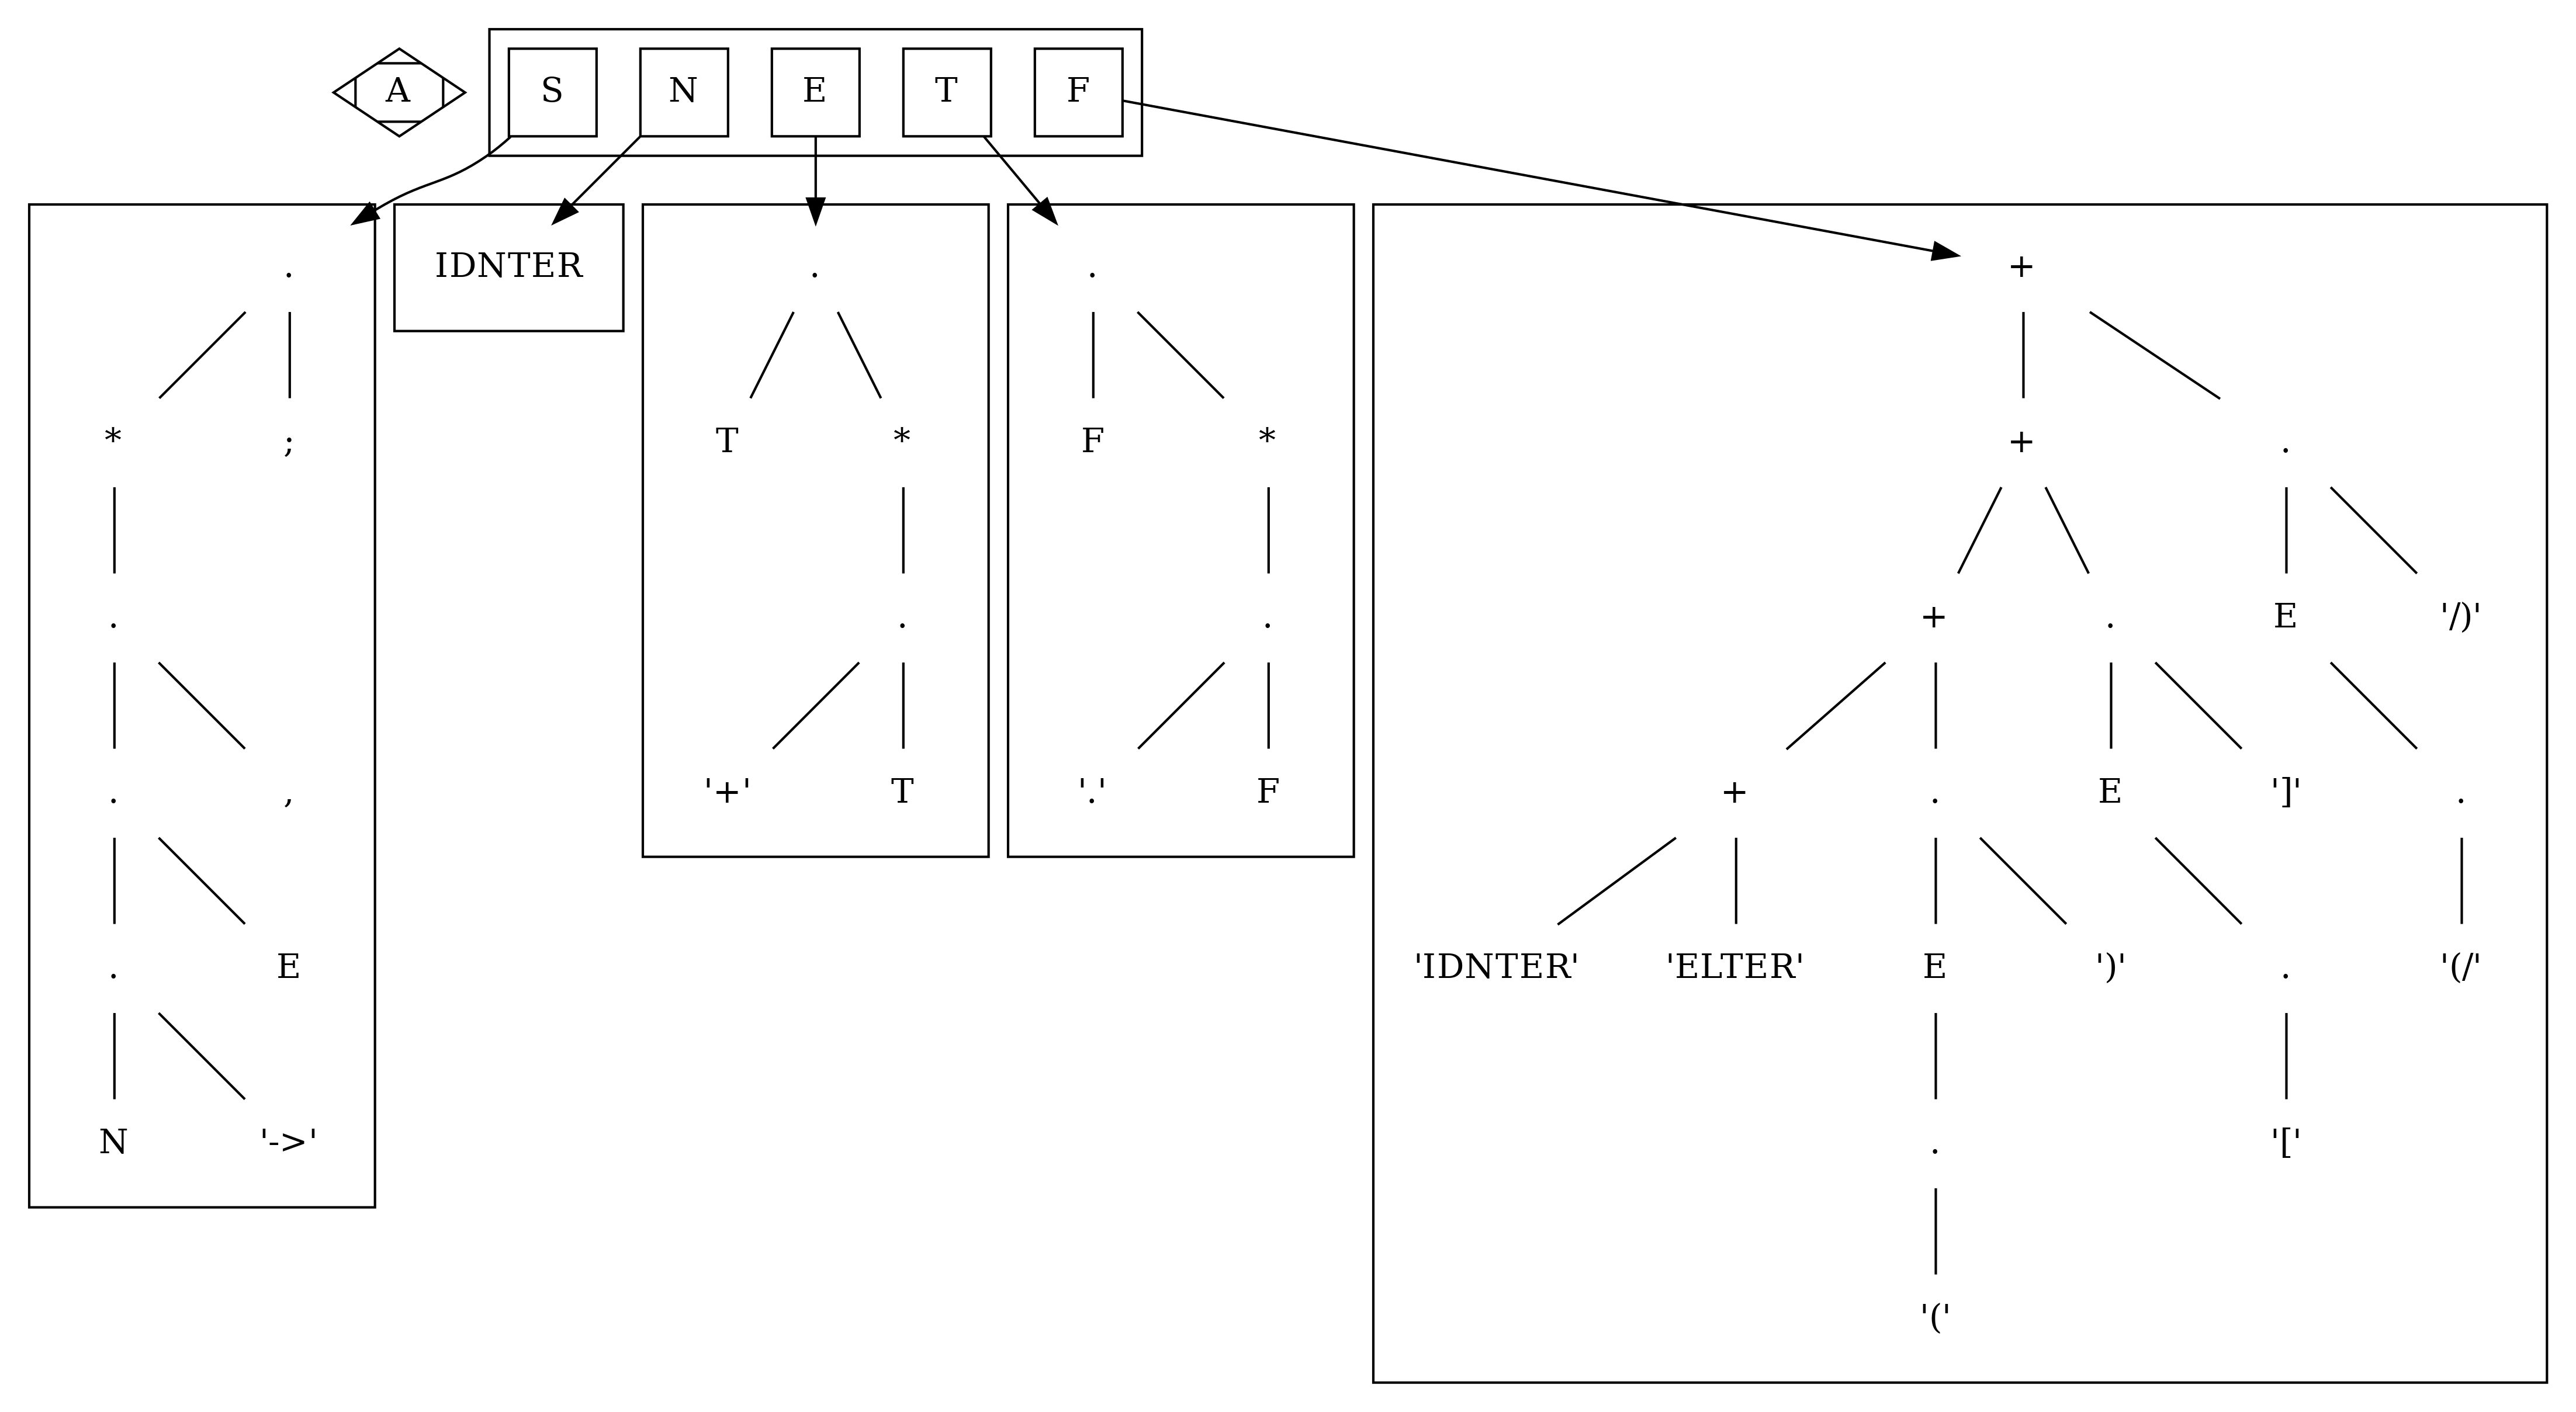 A S N E T F
. IDNTER . . +
* ; T * F * + .
. . . + . E '/)'
. , '+' T '.' F + . E ']' .
. E 'IDNTER' 'ELTER' E ')' . '(/'
N '->' . '['
'('